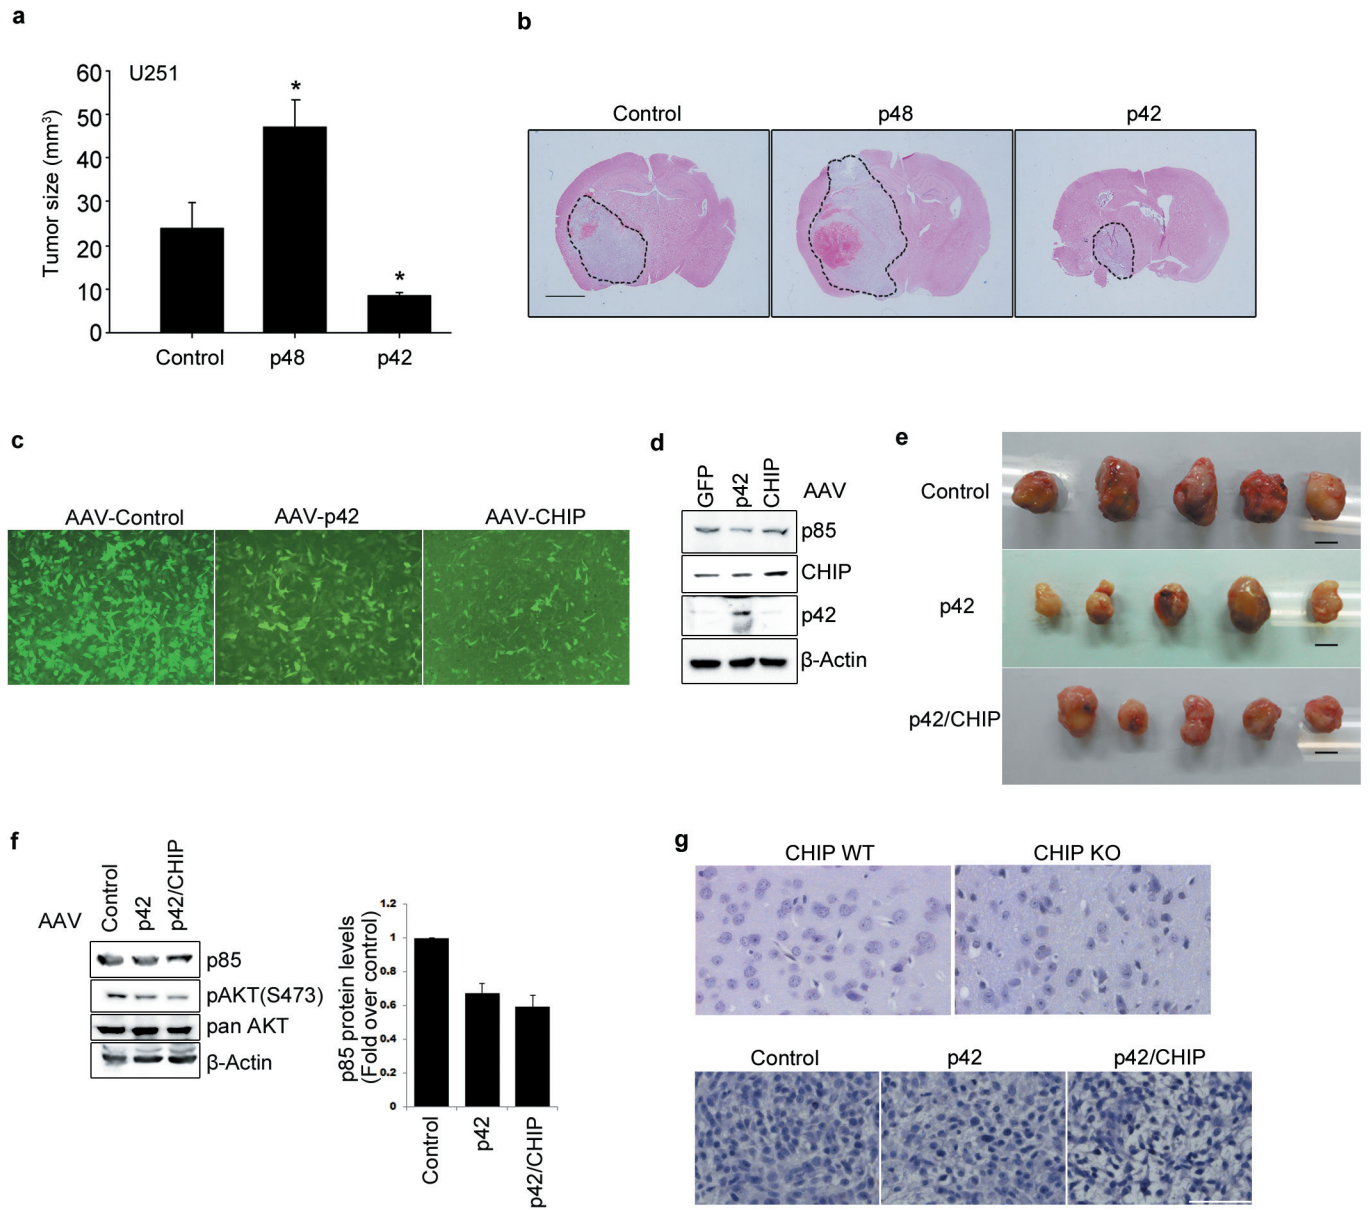 a
U251
*
*
60
50
40
30
20
10
0
Tumor size (mm³)
Control p48 p42
b
Control p48 p42
c
AAV-Control AAV-p42 AAV-CHIP
d
GFP p42 CHIP AAV
p85
CHIP
p42
β-Actin
e
Control
p42
p42/CHIP
f
AAV Control p42 p42/CHIP
p85
pAKT(S473)
pan AKT
β-Actin
p85 protein levels
(Fold over control)
1.2
1
0.8
0.6
0.4
0.2
0
Control p42 p42/CHIP
g
CHIP WT CHIP KO
Control p42 p42/CHIP